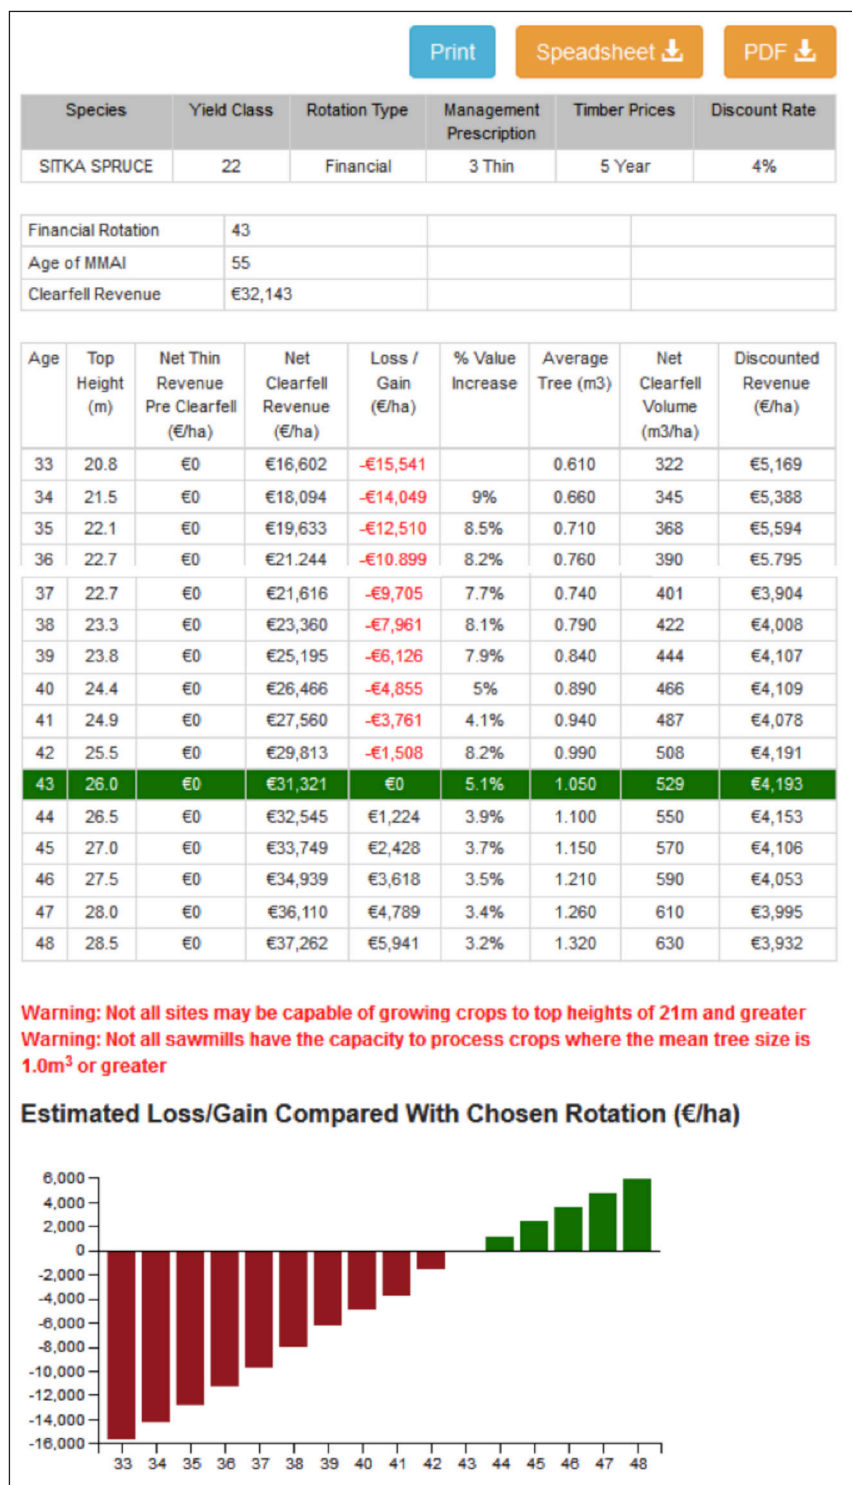 Print Speadsheet PDF
Species Yield Class Rotation Type Management Prescription Timber Prices Discount Rate
SITKA SPRUCE 22 Financial 3 Thin 5 Year 4%
Financial Rotation 43
Age of MMAI 55
Clearfell Revenue €32,143
Age Top Height (m) Net Thin Revenue Pre Clearfell (€/ha) Net Clearfell Revenue (€/ha) Loss / Gain (€/ha) % Value Increase Average Tree (m3) Net Clearfell Volume (m3/ha) Discounted Revenue (€/ha)
33 20.8 €0 €16,602 -€15,541 0.610 322 €5,169
34 21.5 €0 €18,094 -€14,049 9% 0.660 345 €5,388
35 22.1 €0 €19,633 -€12,510 8.5% 0.710 368 €5,594
36 22.7 €0 €21.244 -€10.899 8.2% 0.760 390 €5.795
37 22.7 €0 €21,616 -€9,705 7.7% 0.740 401 €3,904
38 23.3 €0 €23,360 -€7,961 8.1% 0.790 422 €4,008
39 23.8 €0 €25,195 -€6,126 7.9% 0.840 444 €4,107
40 24.4 €0 €26,466 -€4,855 5% 0.890 466 €4,109
41 24.9 €0 €27,560 -€3,761 4.1% 0.940 487 €4,078
42 25.5 €0 €29,813 -€1,508 8.2% 0.990 508 €4,191
43 26.0 €0 €31,321 €0 5.1% 1.050 529 €4,193
44 26.5 €0 €32,545 €1,224 3.9% 1.100 550 €4,153
45 27.0 €0 €33,749 €2,428 3.7% 1.150 570 €4,106
46 27.5 €0 €34,939 €3,618 3.5% 1.210 590 €4,053
47 28.0 €0 €36,110 €4,789 3.4% 1.260 610 €3,995
48 28.5 €0 €37,262 €5,941 3.2% 1.320 630 €3,932
Warning: Not all sites may be capable of growing crops to top heights of 21m and greater
Warning: Not all sawmills have the capacity to process crops where the mean tree size is
1.0m³ or greater
Estimated Loss/Gain Compared With Chosen Rotation (€/ha)
6,000
4,000
2,000
0
-2,000
-4,000
-6,000
-8,000
-10,000
-12,000
-14,000
-16,000
33 34 35 36 37 38 39 40 41 42 43 44 45 46 47 48